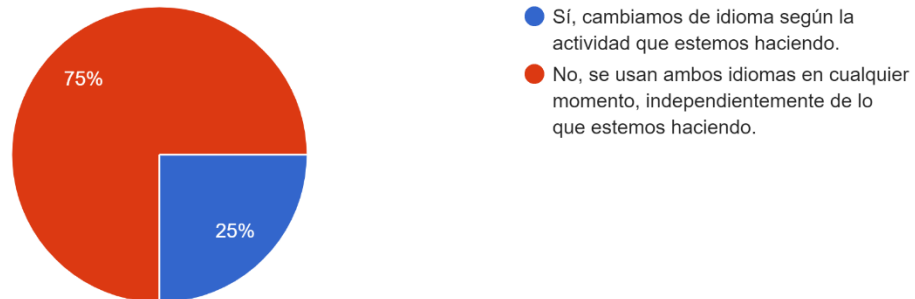 75%
25%
Sí, cambiamos de idioma según la
actividad que estemos haciendo.
No, se usan ambos idiomas en cualquier
momento, independientemente de lo
que estemos haciendo.